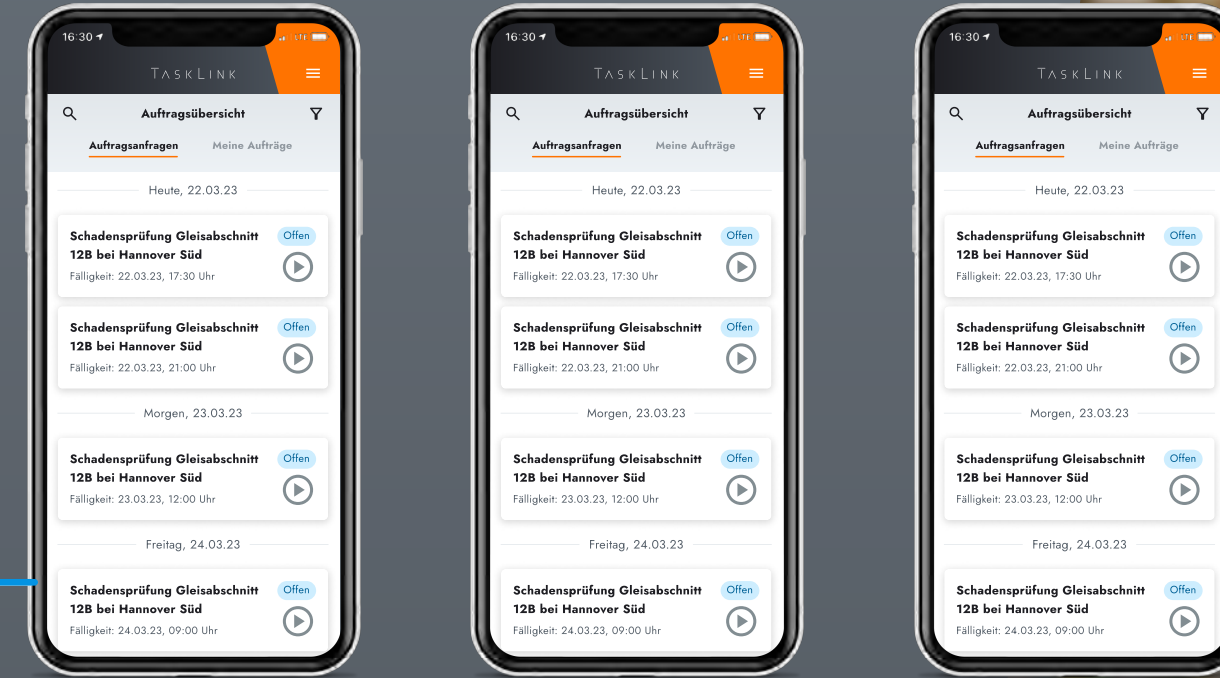 16:30
TASKLINK
Auftragsübersicht
Auftragsanfragen Meine Aufträge
Heute, 22.03.23
Schadensprüfung Gleisabschnitt Offen
12B bei Hannover Süd
Fälligkeit: 22.03.23, 17:30 Uhr
Schadensprüfung Gleisabschnitt Offen
12B bei Hannover Süd
Fälligkeit: 22.03.23, 21:00 Uhr
Morgen, 23.03.23
Schadensprüfung Gleisabschnitt Offen
12B bei Hannover Süd
Fälligkeit: 23.03.23, 12:00 Uhr
Freitag, 24.03.23
Schadensprüfung Gleisabschnitt Offen
12B bei Hannover Süd
Fälligkeit: 24.03.23, 09:00 Uhr
16:30
TASKLINK
Auftragsübersicht
Auftragsanfragen Meine Aufträge
Heute, 22.03.23
Schadensprüfung Gleisabschnitt Offen
12B bei Hannover Süd
Fälligkeit: 22.03.23, 17:30 Uhr
Schadensprüfung Gleisabschnitt Offen
12B bei Hannover Süd
Fälligkeit: 22.03.23, 21:00 Uhr
Morgen, 23.03.23
Schadensprüfung Gleisabschnitt Offen
12B bei Hannover Süd
Fälligkeit: 23.03.23, 12:00 Uhr
Freitag, 24.03.23
Schadensprüfung Gleisabschnitt Offen
12B bei Hannover Süd
Fälligkeit: 24.03.23, 09:00 Uhr
16:30
TASKLINK
Auftragsübersicht
Auftragsanfragen Meine Aufträge
Heute, 22.03.23
Schadensprüfung Gleisabschnitt Offen
12B bei Hannover Süd
Fälligkeit: 22.03.23, 17:30 Uhr
Schadensprüfung Gleisabschnitt Offen
12B bei Hannover Süd
Fälligkeit: 22.03.23, 21:00 Uhr
Morgen, 23.03.23
Schadensprüfung Gleisabschnitt Offen
12B bei Hannover Süd
Fälligkeit: 23.03.23, 12:00 Uhr
Freitag, 24.03.23
Schadensprüfung Gleisabschnitt Offen
12B bei Hannover Süd
Fälligkeit: 24.03.23, 09:00 Uhr